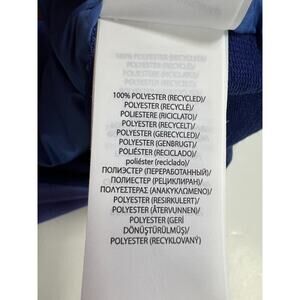 100% POLYESTER (RECYCLED)/
POLYESTER (RECYCLÉ)/
POLIESTERE (RICICLATO)/
POLYESTER (RECYCELT)/
POLYESTER (GERECYCLED)/
POLYESTER (GENBRUGT)/
POLIÉSTER (RECICLADO)/
poliéster (reciclado)/
ПОЛИЭСТЕР (ПЕРЕРАБОТАННЫЙ)/
ПОЛИЕСТЕР (РЕЦИКЛИРАН)/
ΠΟΛΥΕΣΤΕΡΑΣ (ΑΝΑΚΥΚΛΩΜΕΝΟ)/
POLYESTER (RESIRKULERT)/
POLYESTER (ÅTERVUNNEN)/
POLYESTER (GERİ
DÖNÜŞTÜRÜLMÜŞ)/
POLYESTER (RECYKLOVANÝ)